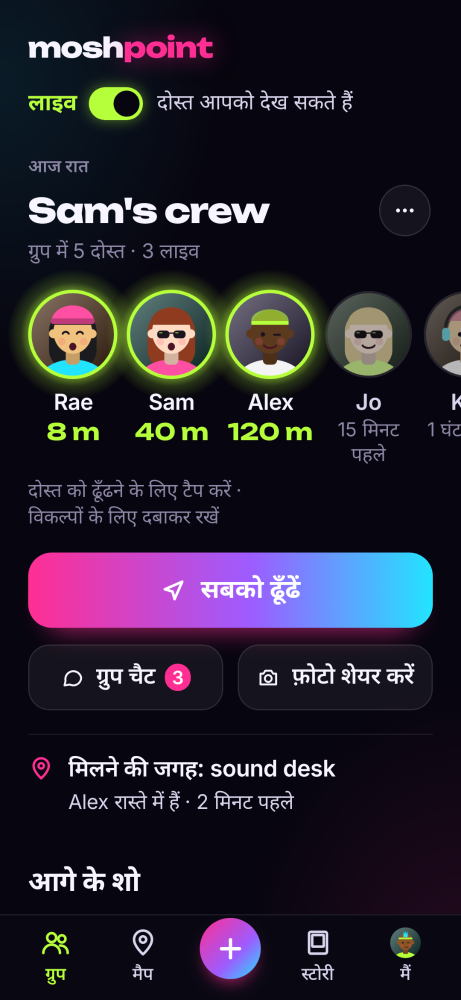 moshpoint
लाइव दोस्त आपको देख सकते हैं
आज रात
Sam's crew
ग्रुप में 5 दोस्त · 3 लाइव
Rae Sam Alex Jo K
8 m 40 m 120 m 15 मिनट 1 घंट
पहले
दोस्त को ढूँढने के लिए टैप करें ·
विकल्पों के लिए दबाकर रखें
सबको ढूँढें
ग्रुप चैट 3 फ़ोटो शेयर करें
मिलने की जगह: sound desk
Alex रास्ते में हैं · 2 मिनट पहले
आगे के शो
ग्रुप मैप स्टोरी मैं